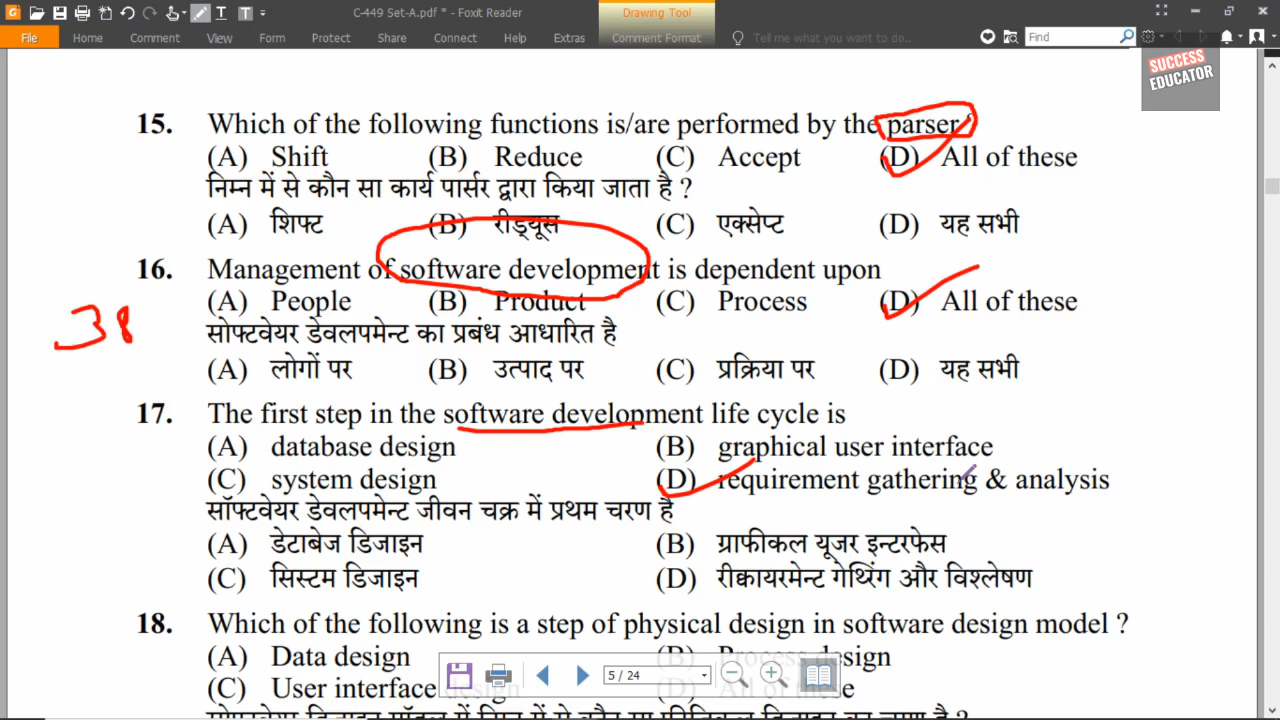 C-449 Set-A.pdf * - Foxit Reader
Drawing Tool
File Home Comment View Form Protect Share Connect Help Extras Comment Format Tell me what you want to do.. Find
SUCCESS
EDUCATOR
15. Which of the following functions is/are performed by the parser ?
(A) Shift (B) Reduce (C) Accept (D) All of these
निम्न में से कौन सा कार्य पार्सर द्वारा किया जाता है ?
(A) शिफ्ट (B) रीड्यूस (C) एक्सेप्ट (D) यह सभी
16. Management of software development is dependent upon
(A) People (B) Product (C) Process (D) All of these
38
सोफ्टवेयर डेवलपमेन्ट का प्रबंध आधारित है
(A) लोगों पर (B) उत्पाद पर (C) प्रक्रिया पर (D) यह सभी
17. The first step in the software development life cycle is
(A) database design (B) graphical user interface
(C) system design (D) requirement gathering & analysis
सॉफ्टवेयर डेवलपमेन्ट जीवन चक्र में प्रथम चरण है
(A) डेटाबेज डिजाइन (B) ग्राफीकल यूजर इन्टरफेस
(C) सिस्टम डिजाइन (D) रीक्वायरमेन्ट गेथ्रिंग और विश्लेषण
18. Which of the following is a step of physical design in software design model ?
(A) Data design (B) Process design
5 / 24
(C) User interface design (D) All of these